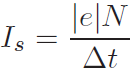 I_s = \frac{|e|N}{\Delta t}